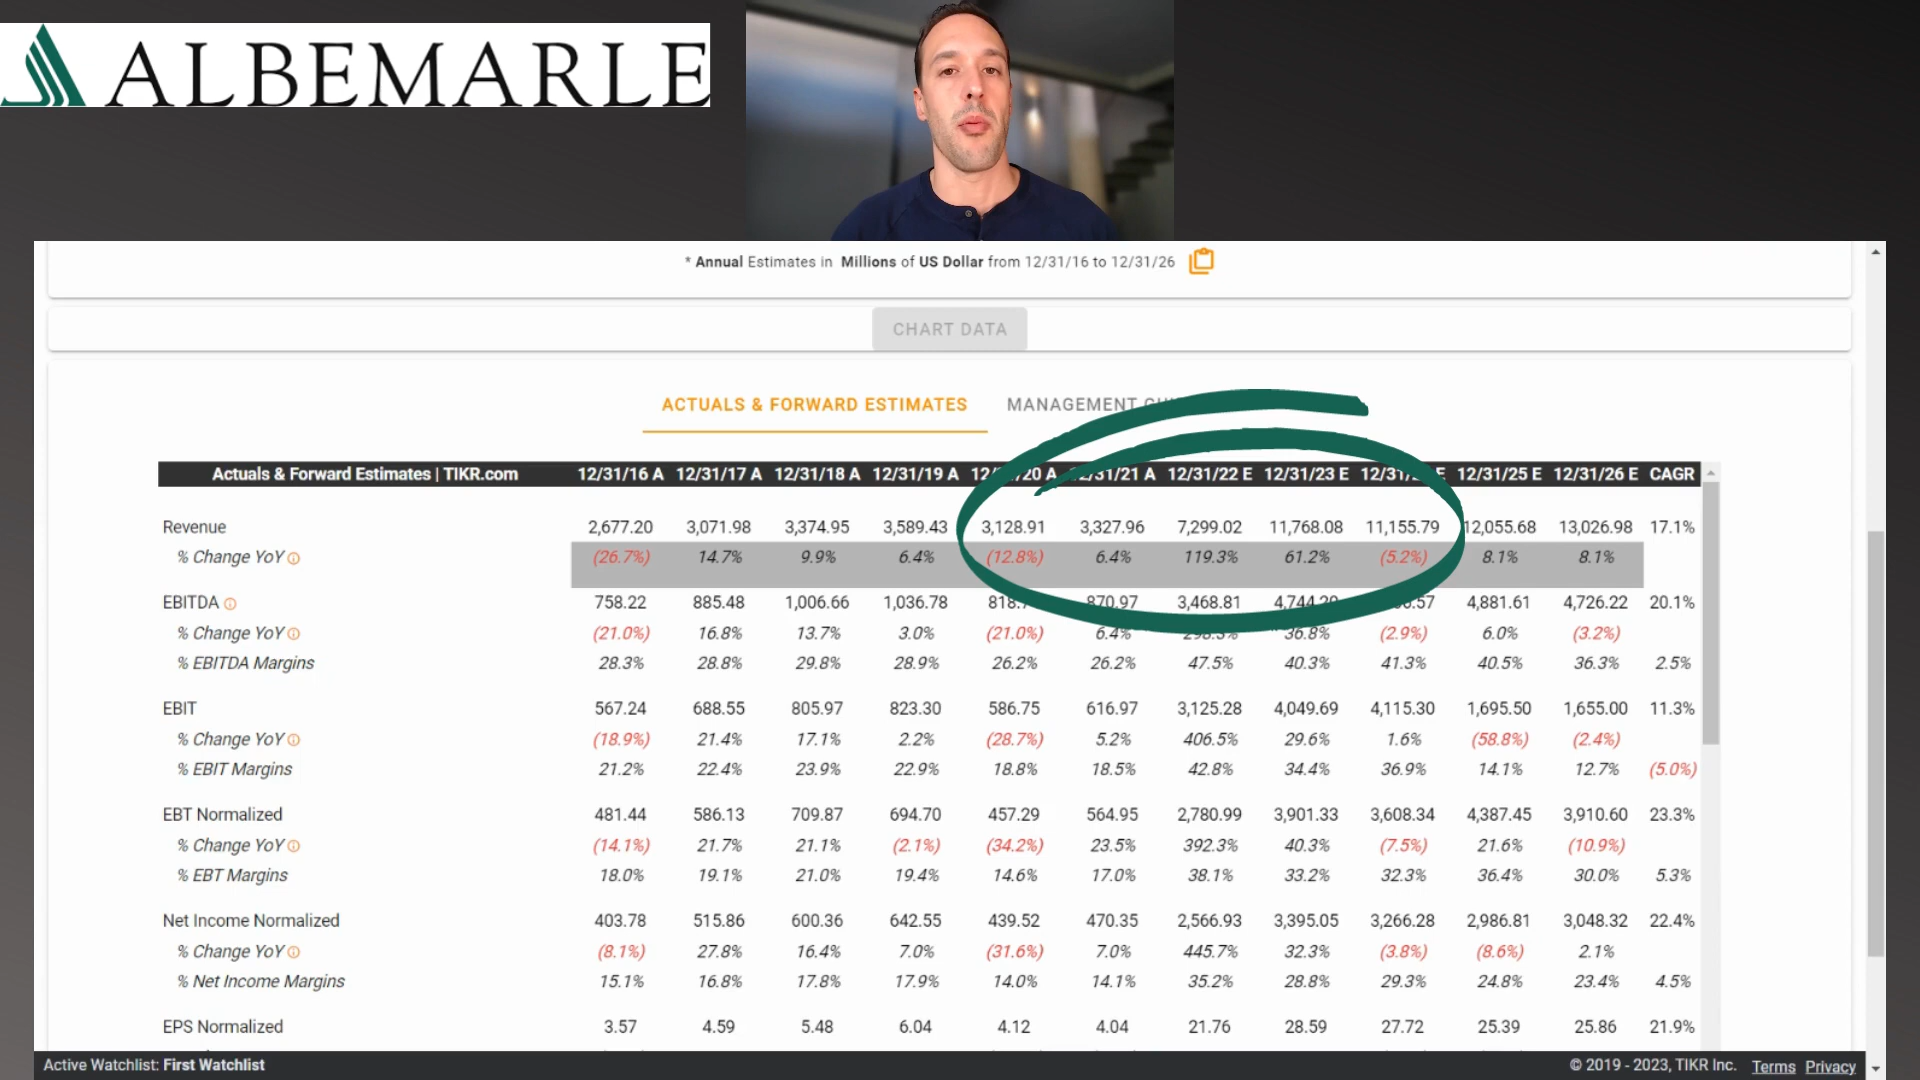 ALBEMARLE
* Annual Estimates in Millions of US Dollar from 12/31/16 to 12/31/26
CHART DATA
ACTUALS & FORWARD ESTIMATES MANAGEMENT
Actuals & Forward Estimates | TIKR.com 12/31/16 A 12/31/17 A 12/31/18 A 12/31/19 A 12/31/22 E 12/31/23 E 12/31/25 E 12/31/26 E CAGR
Revenue 2,677.20 3,071.98 3,374.95 3,589.43 3,128.91 3,327.96 7,299.02 11,768.08 11,155.79 12,055.68 13,026.98 17.1%
% Change YoY (26.7%) 14.7% 9.9% 6.4% (12.8%) 6.4% 119.3% 61.2% (5.2%) 8.1% 8.1%
EBITDA 758.22 885.48 1,006.66 1,036.78 870.97 3,468.81 4,881.61 4,726.22 20.1%
% Change YoY (21.0%) 16.8% 13.7% 3.0% (21.0%) 6.4% 36.8% (2.9%) 6.0% (3.2%)
% EBITDA Margins 28.3% 28.8% 29.8% 28.9% 26.2% 26.2% 47.5% 40.3% 41.3% 40.5% 36.3% 2.5%
EBIT 567.24 688.55 805.97 823.30 586.75 616.97 3,125.28 4,049.69 4,115.30 1,695.50 1,655.00 11.3%
% Change YoY (18.9%) 21.4% 17.1% 2.2% (28.7%) 5.2% 406.5% 29.6% 1.6% (58.8%) (2.4%)
% EBIT Margins 21.2% 22.4% 23.9% 22.9% 18.8% 18.5% 42.8% 34.4% 36.9% 14.1% 12.7% (5.0%)
EBT Normalized 481.44 586.13 709.87 694.70 457.29 564.95 2,780.99 3,901.33 3,608.34 4,387.45 3,910.60 23.3%
% Change YoY (14.1%) 21.7% 21.1% (2.1%) (34.2%) 23.5% 392.3% 40.3% (7.5%) 21.6% (10.9%)
% EBT Margins 18.0% 19.1% 21.0% 19.4% 14.6% 17.0% 38.1% 33.2% 32.3% 36.4% 30.0% 5.3%
Net Income Normalized 403.78 515.86 600.36 642.55 439.52 470.35 2,566.93 3,395.05 3,266.28 2,986.81 3,048.32 22.4%
% Change YoY (8.1%) 27.8% 16.4% 7.0% (31.6%) 7.0% 445.7% 32.3% (3.8%) (8.6%) 2.1%
% Net Income Margins 15.1% 16.8% 17.8% 17.9% 14.0% 14.1% 35.2% 28.8% 29.3% 24.8% 23.4% 4.5%
EPS Normalized 3.57 4.59 5.48 6.04 4.12 4.04 21.76 28.59 27.72 25.39 25.86 21.9%
Active Watchlist: First Watchlist © 2019 - 2023, TIKR Inc. Terms Privacy